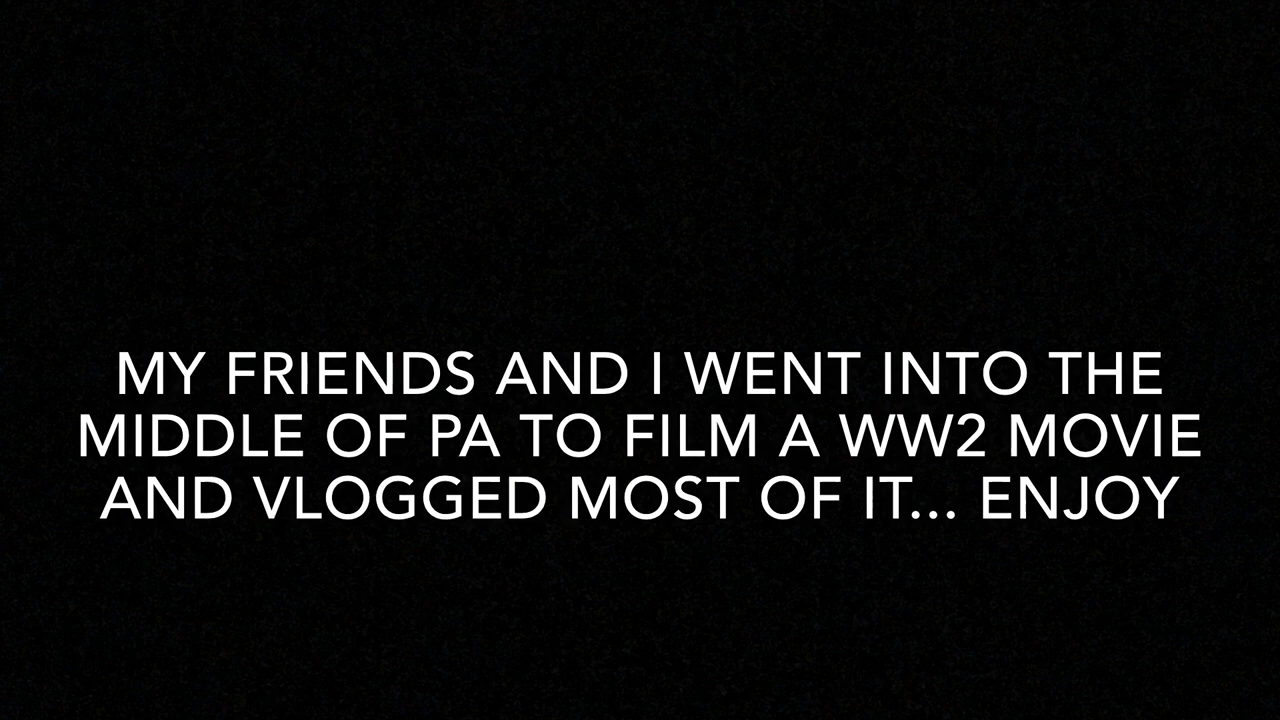 MY FRIENDS AND I WENT INTO THE
MIDDLE OF PA TO FILM A WW2 MOVIE
AND VLOGGED MOST OF IT... ENJOY